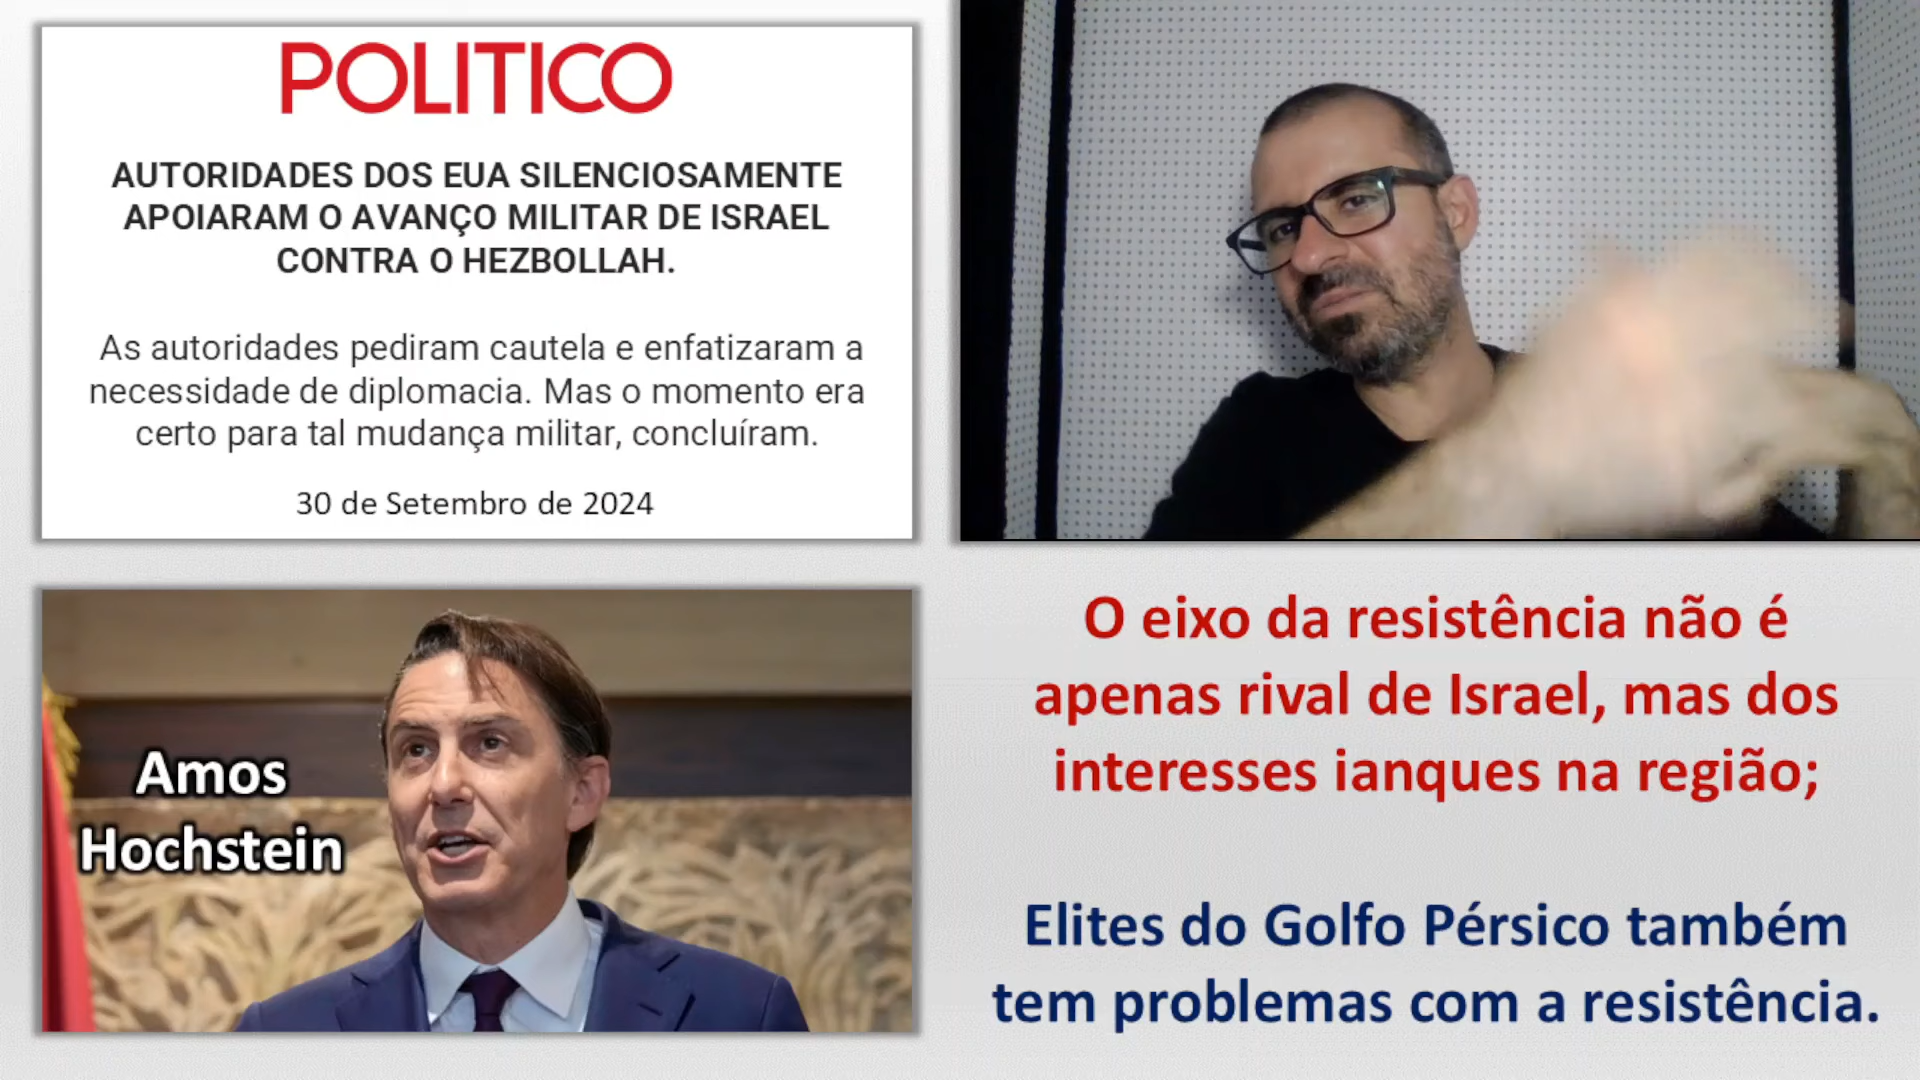 POLITICO
AUTORIDADES DOS EUA SILENCIOSAMENTE
APOIARAM O AVANÇO MILITAR DE ISRAEL
CONTRA O HEZBOLLAH.
As autoridades pediram cautela e enfatizaram a
necessidade de diplomacia. Mas o momento era
certo para tal mudança militar, concluíram.
30 de Setembro de 2024
Amos
Hochstein
O eixo da resistência não é
apenas rival de Israel, mas dos
interesses ianques na região;
Elites do Golfo Pérsico também
tem problemas com a resistência.